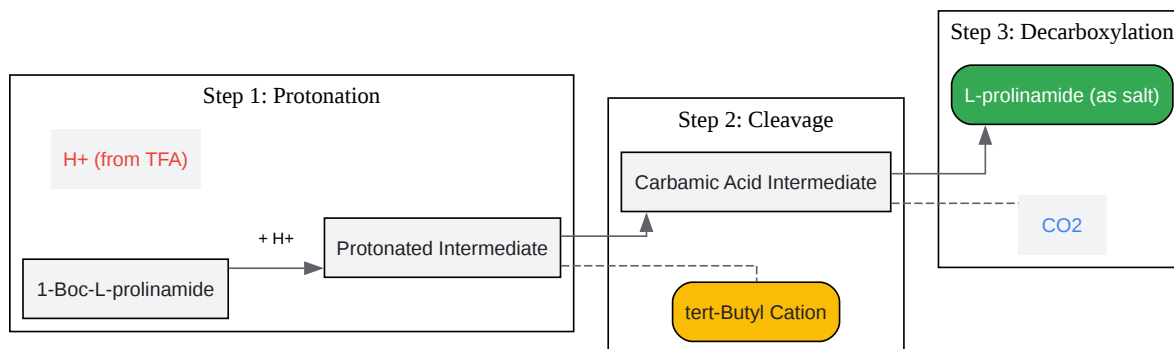 Step 1: Protonation
H+ (from TFA)
+ H+
1-Boc-L-prolinamide
Protonated Intermediate
Step 2: Cleavage
Carbamic Acid Intermediate
tert-Butyl Cation
Step 3: Decarboxylation
L-prolinamide (as salt)
CO2